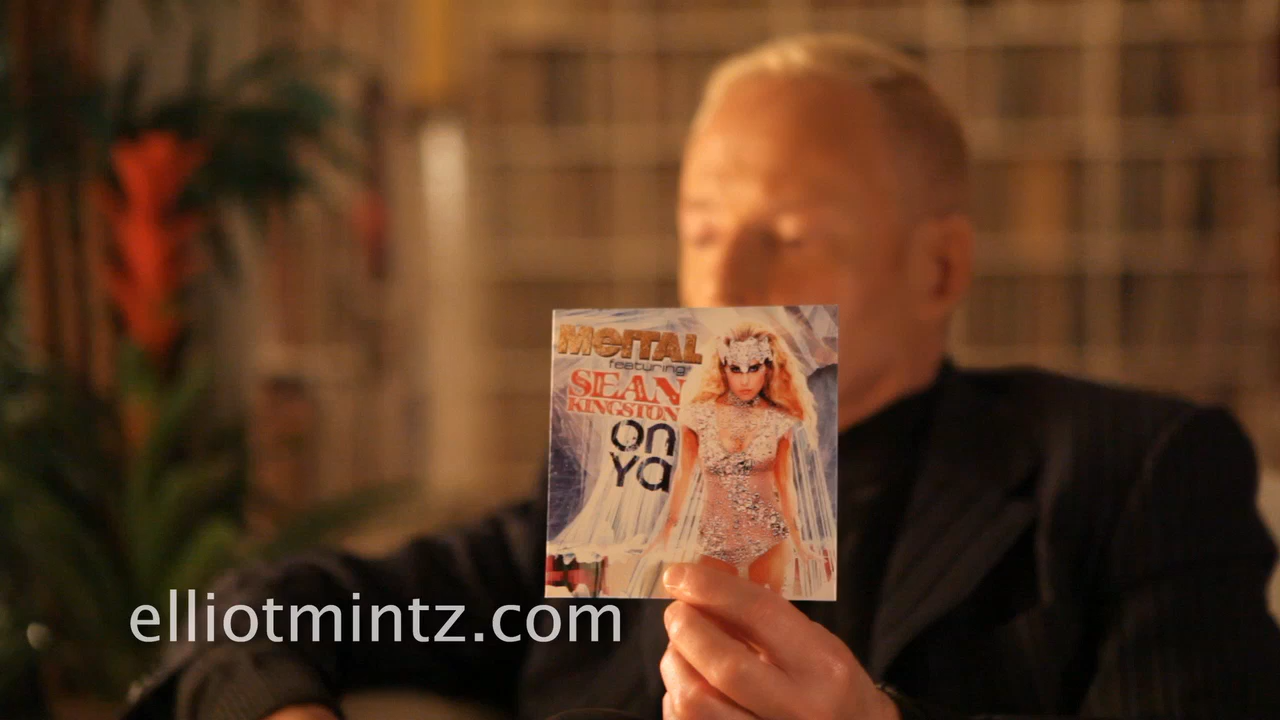 MeITAL
featuring
SEAN
KINGSTON
on
Ya
elliotmintz.com